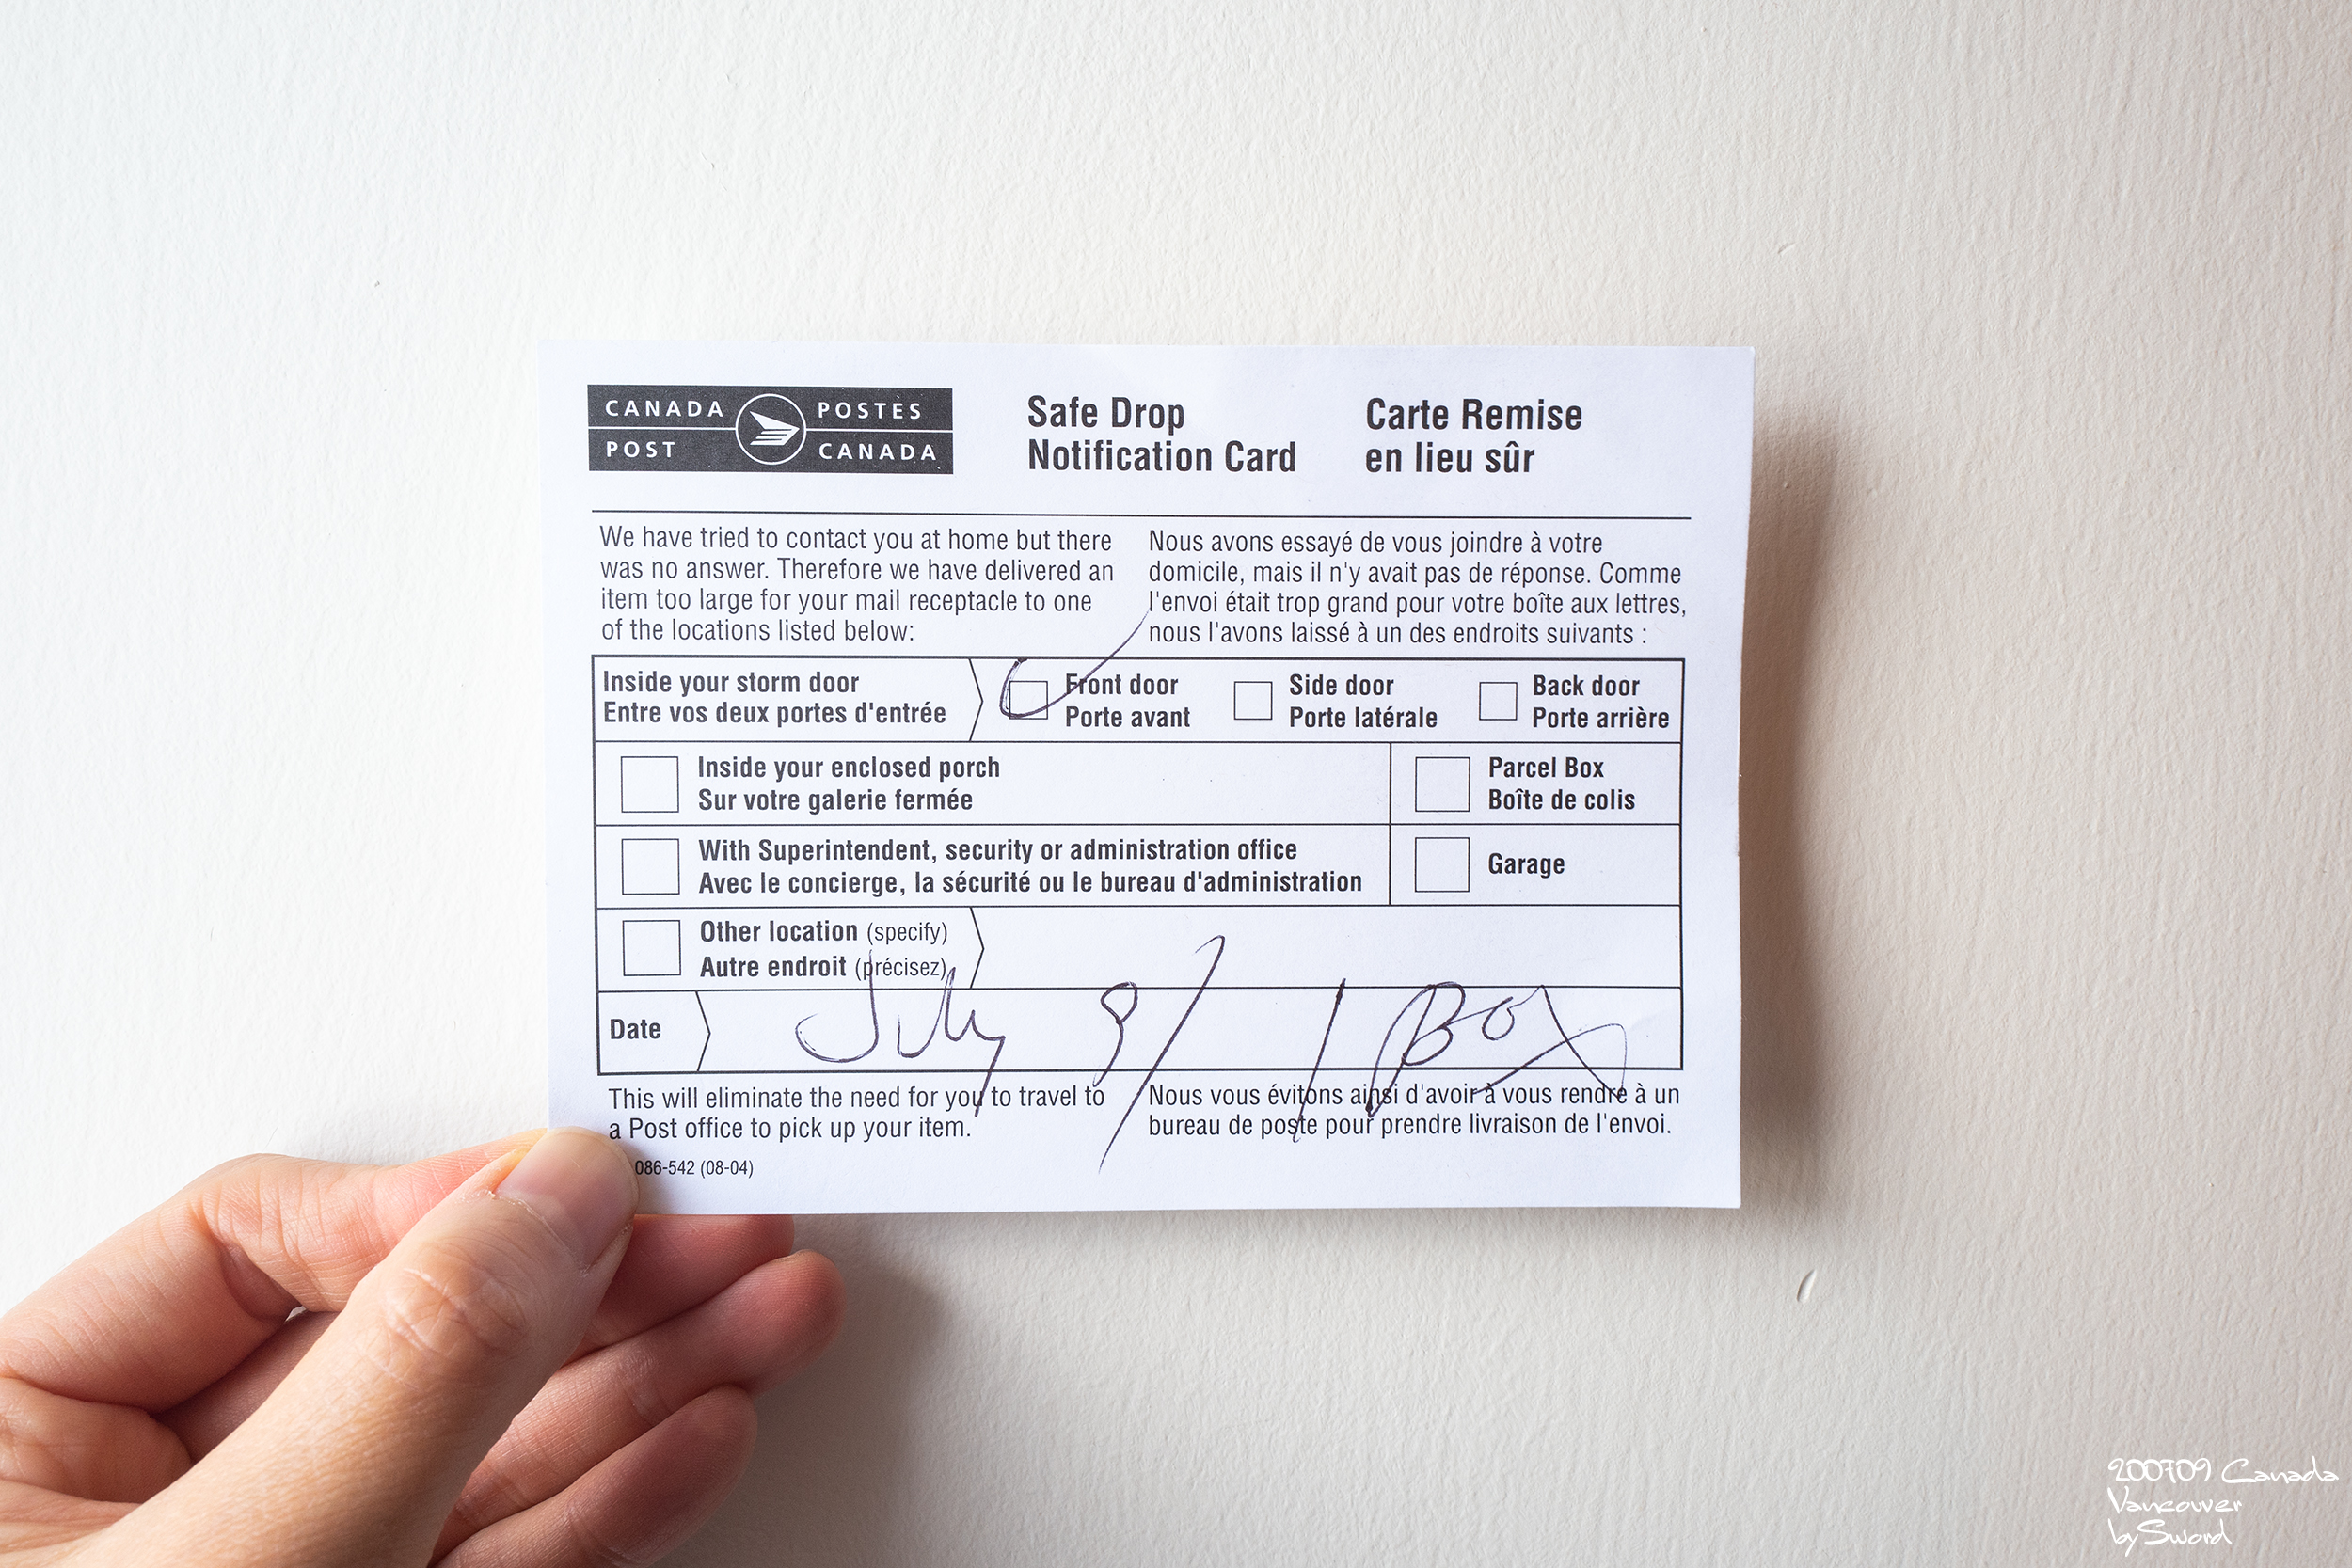 CANADA POSTES
POST CANADA
Safe Drop
Notification Card
Carte Remise
en lieu sûr
We have tried to contact you at home but there
was no answer. Therefore we have delivered an
item too large for your mail receptacle to one
of the locations listed below:
Nous avons essayé de vous joindre à votre
domicile, mais il n'y avait pas de réponse. Comme
l'envoi était trop grand pour votre boîte aux lettres,
nous l'avons laissé à un des endroits suivants :
Inside your storm door
Entre vos deux portes d'entrée
Front door
Porte avant
Side door
Porte latérale
Back door
Porte arrière
Inside your enclosed porch
Sur votre galerie fermée
Parcel Box
Boîte de colis
With Superintendent, security or administration office
Avec le concierge, la sécurité ou le bureau d'administration
Garage
Other location (specify)
Autre endroit (précisez)
Date July 9/ 1 Box
This will eliminate the need for you to travel to
a Post office to pick up your item.
Nous vous évitons ainsi d'avoir à vous rendre à un
bureau de poste pour prendre livraison de l'envoi.
086-542 (08-04)
200709 Canada
Vancouver
by Sword